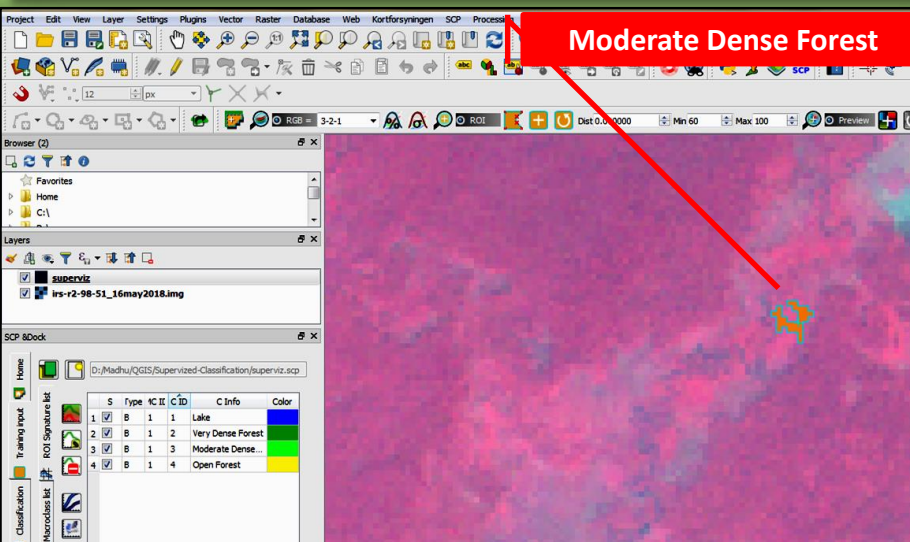 Project Edit View Layer Settings Plugins Vector Raster Database Web Kortforsyningen SCP
Moderate Dense Forest
12 px
RGB = 3-2-1 ROI Dist 0. Min 60 Max 100 Preview
Browser (2)
Favorites
Home
C:\
Layers
superviz
irs-r2-98-51_16may2018.img
SCP &Dock
Home
Training input
Classification
ROI Signature list
Macroclass list
D:/Madhu/QGIS/Supervized-Classification/superviz.scp
S Type C ID C Info Color
1 B 1 1 Lake
2 B 1 2 Very Dense Forest
3 B 1 3 Moderate Dense...
4 B 1 4 Open Forest
abc
SCP